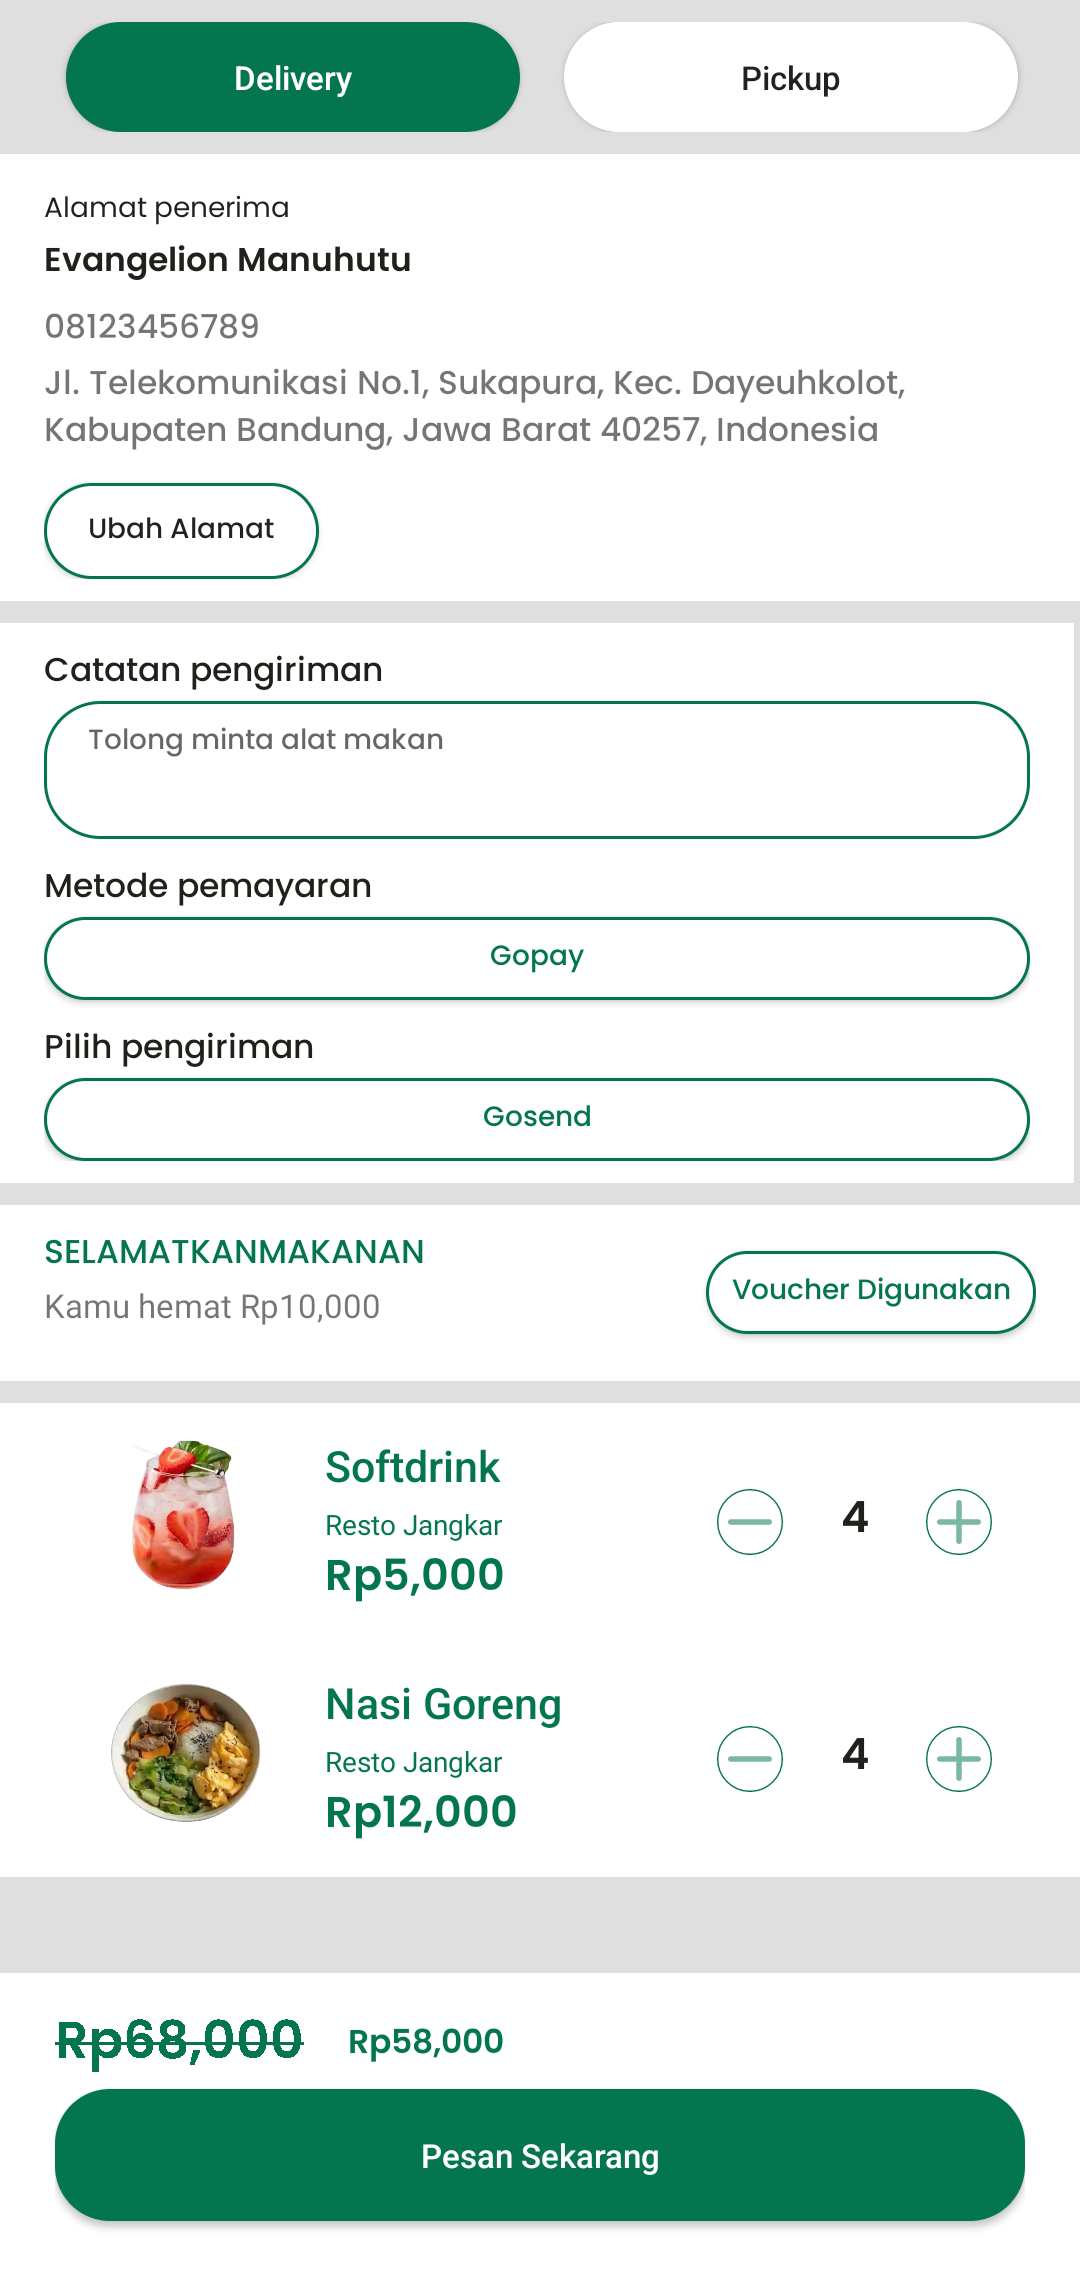 Delivery
Pickup
Alamat penerima
Evangelion Manuhutu
08123456789
Jl. Telekomunikasi No.1, Sukapura, Kec. Dayeuhkolot,
Kabupaten Bandung, Jawa Barat 40257, Indonesia
Ubah Alamat
Catatan pengiriman
Tolong minta alat makan
Metode pemayaran
Gopay
Pilih pengiriman
Gosend
SELAMATKANMAKANAN
Kamu hemat Rp10,000
Voucher Digunakan
Softdrink
Resto Jangkar
Rp5,000
4
Nasi Goreng
Resto Jangkar
Rp12,000
4
Rp68,000
Rp58,000
Pesan Sekarang